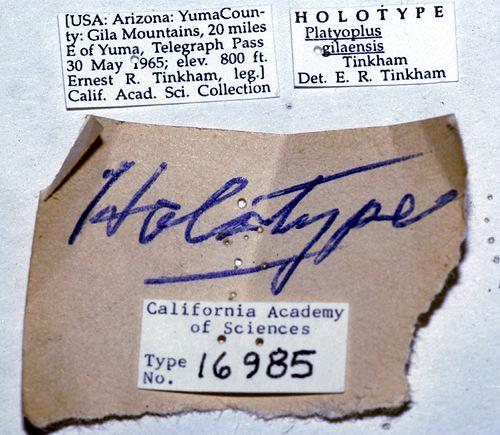 [USA: Arizona: YumaCoun-
ty: Gila Mountains, 20 miles
E of Yuma, Telegraph Pass
30 May 1965; elev. 800 ft.
Ernest R. Tinkham, leg.]
Calif. Acad. Sci. Collection
HOLOTYPE
Platyoplus
gilaensis
Tinkham
Det. E. R. Tinkham
Holotype
California Academy
of Sciences
Type
No. 16985